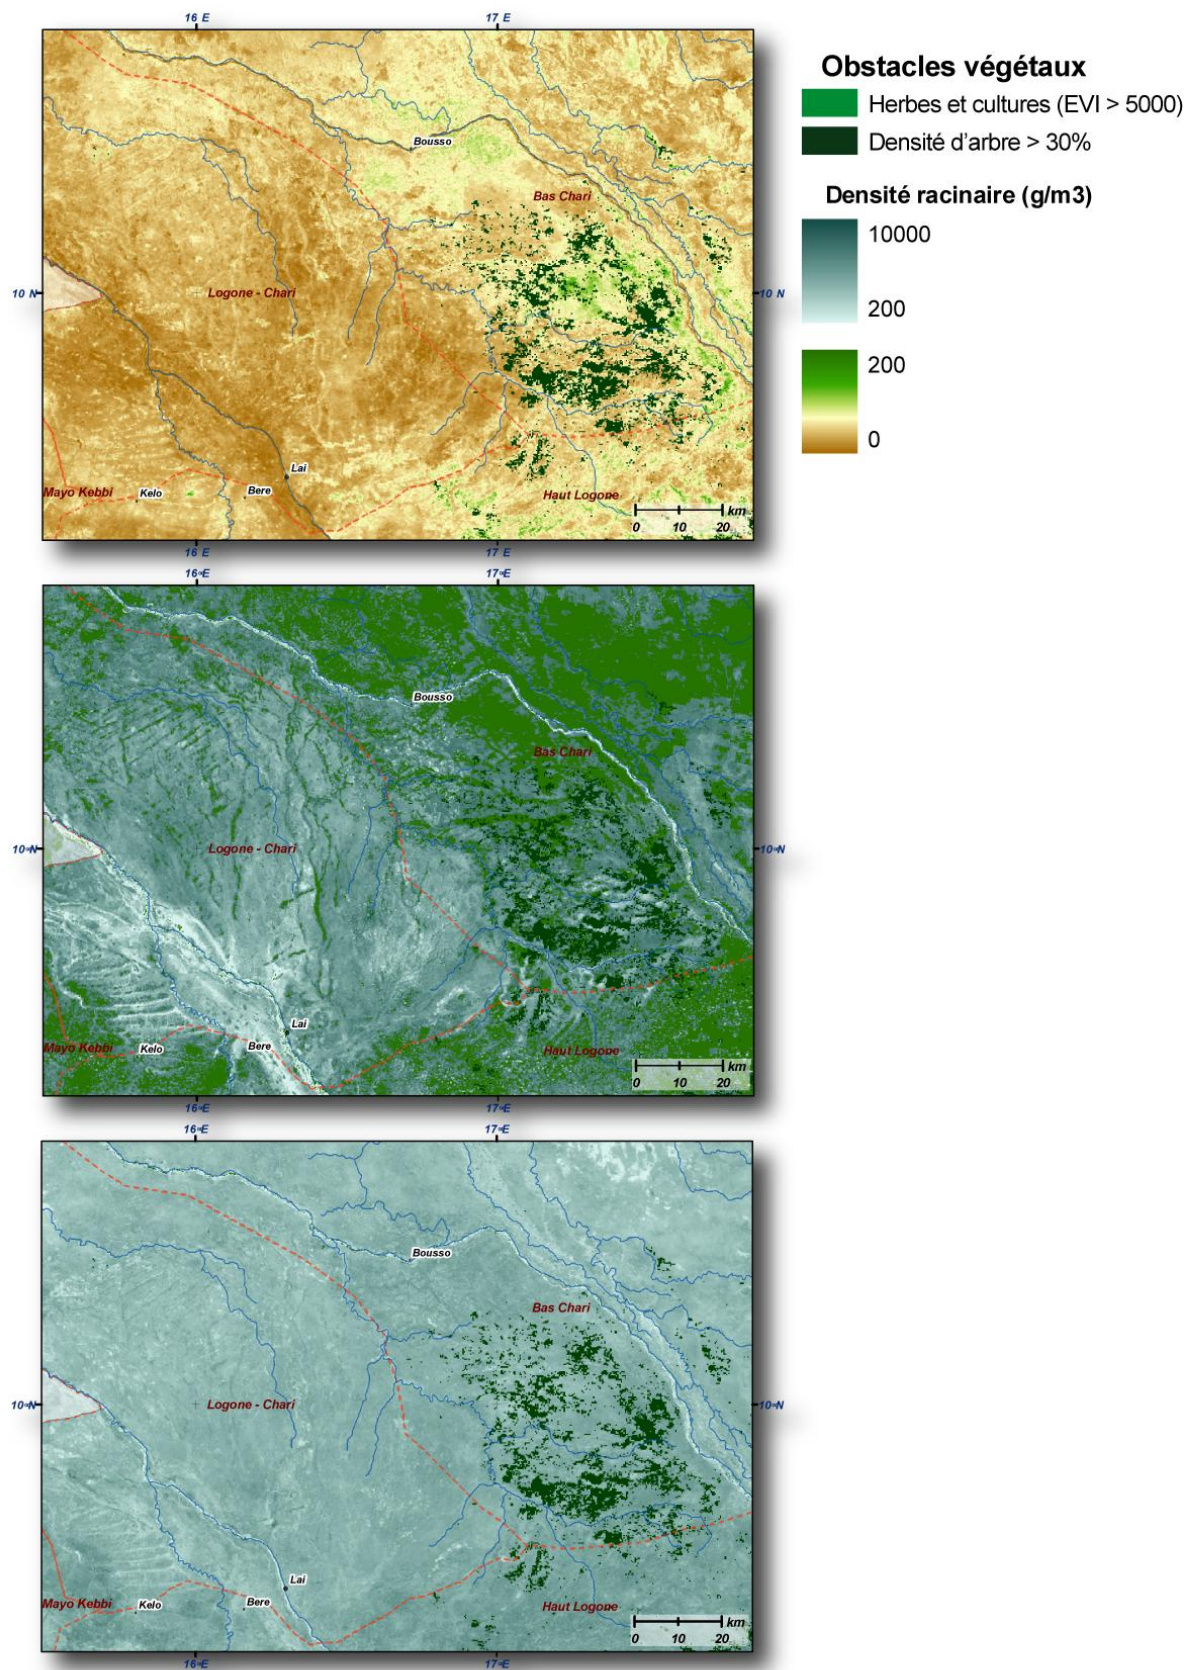 16 E 17 E
Bousso
Bas Chari
10 N 10 N
Logone - Chari
Lai
Mayo Kebbi Kelo Bere Haut Logone
km
0 10 20
16 E 17 E
Obstacles végétaux
Herbes et cultures (EVI > 5000)
Densité d'arbre > 30%
Densité racinaire (g/m3)
10000
200
200
0
16°E 17°E
Bousso
Bas Chari
10°N 10°N
Logone - Chari
Lai
Mayo Kebbi Kelo Bere Haut Logone
km
0 10 20
16°E 17°E
Bousso
Bas Chari
10°N 10°N
Logone - Chari
Lai
Mayo Kebbi Kelo Bere Haut Logone
km
0 10 20
16°E 17°E